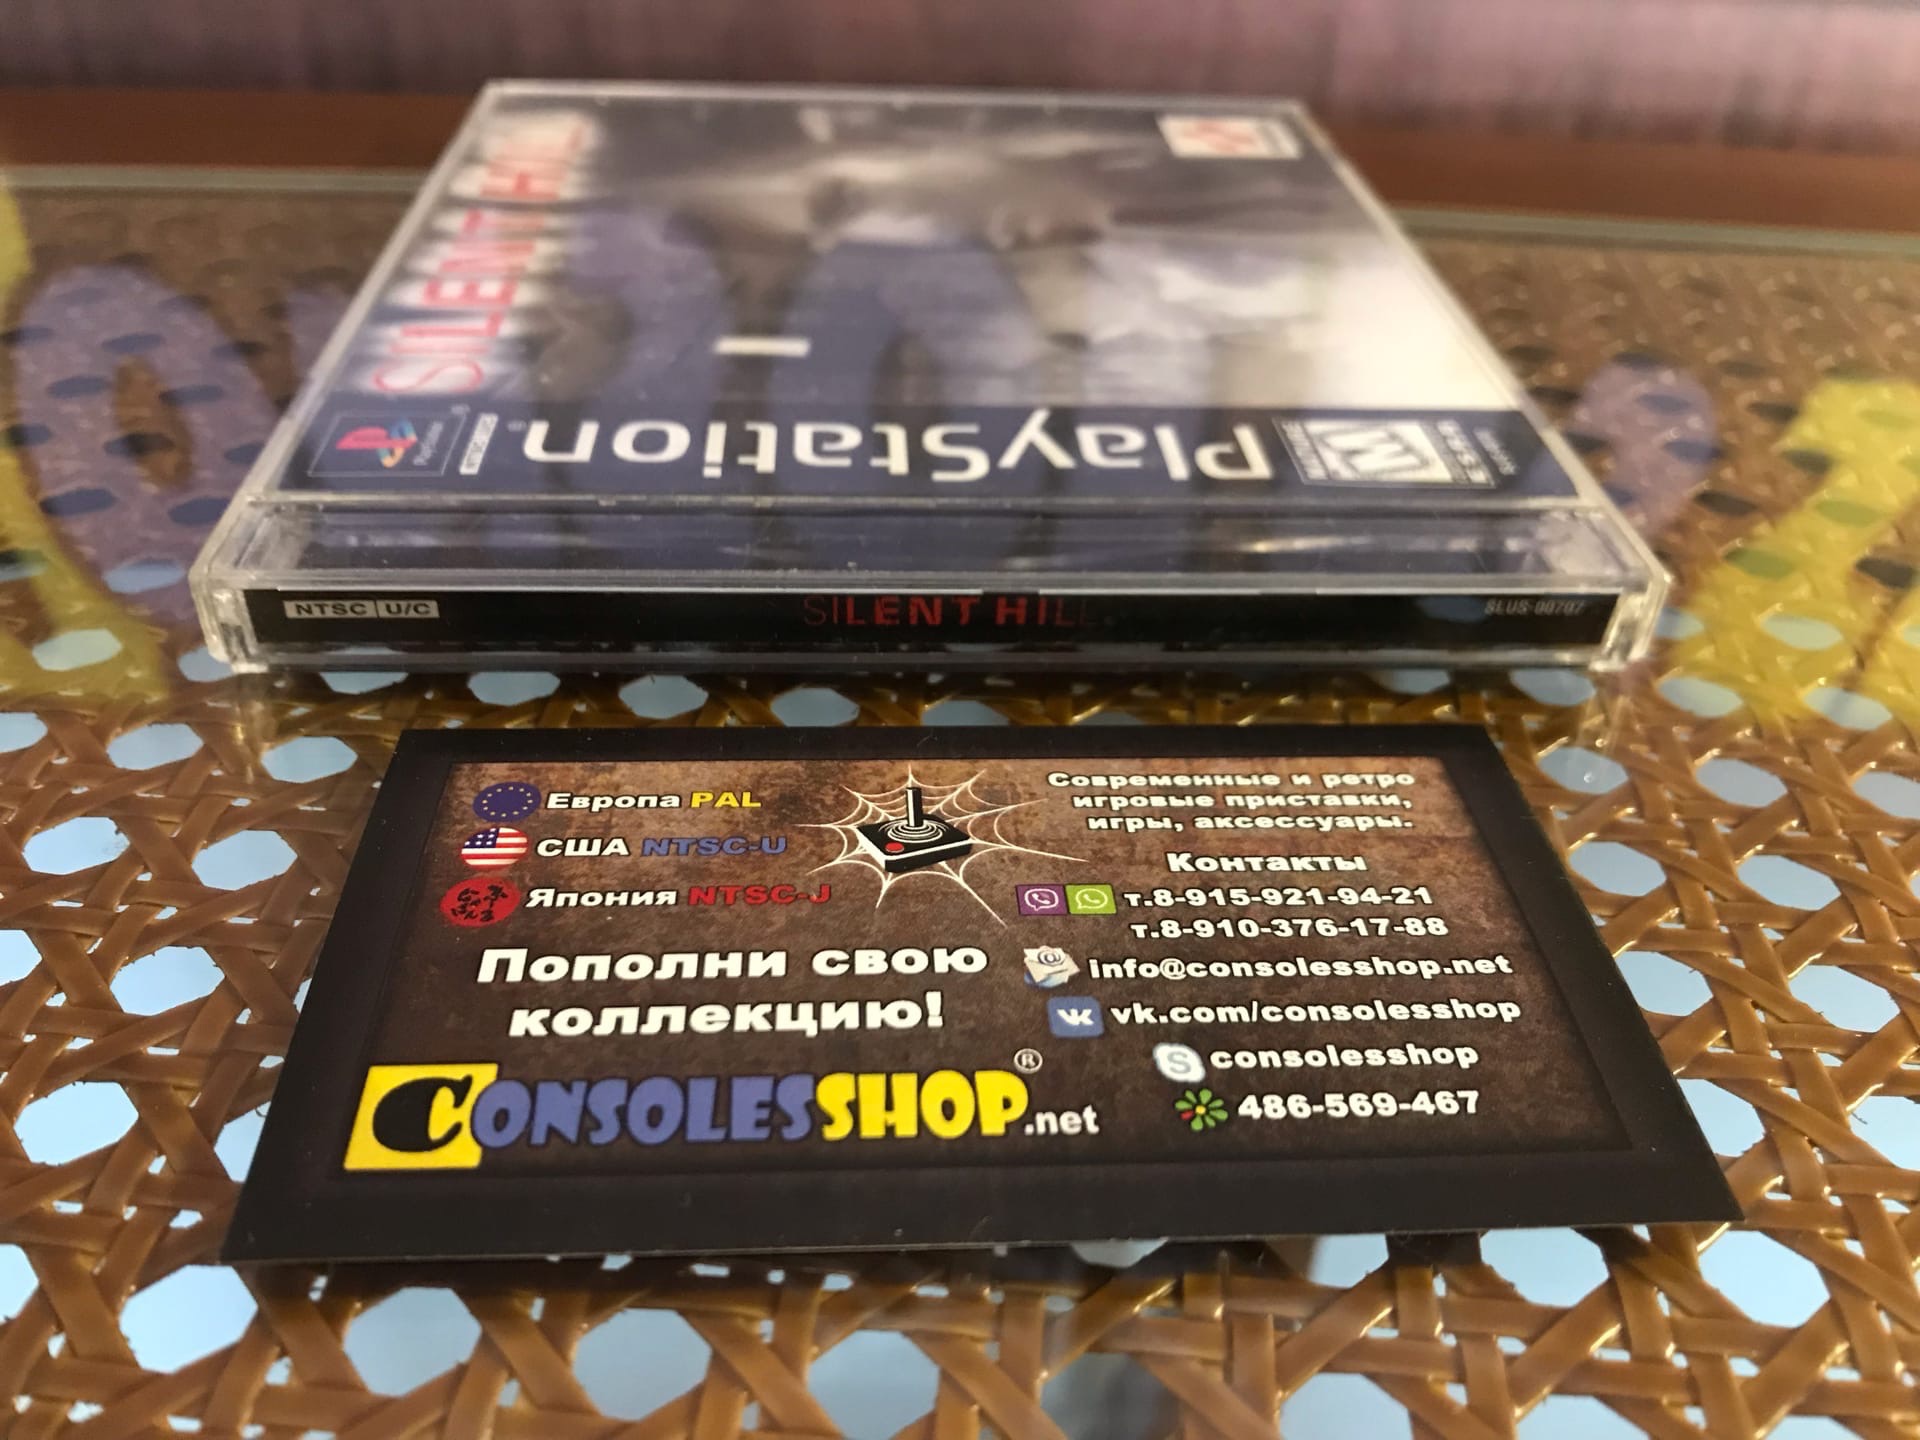 SILENT HILL
PlayStation
PlayStation
M
NTSC U/C
SILENT HILL
SLUS-00707
Европа PAL
США NTSC-U
Япония NTSC-J
Пополни свою
коллекцию!
CONSOLESSHOP®.net
Современные и ретро
игровые приставки,
игры, аксессуары.
Контакты
т.8-915-921-94-21
т.8-910-376-17-88
info@consolesshop.net
vk.com/consolesshop
consolesshop
486-569-467